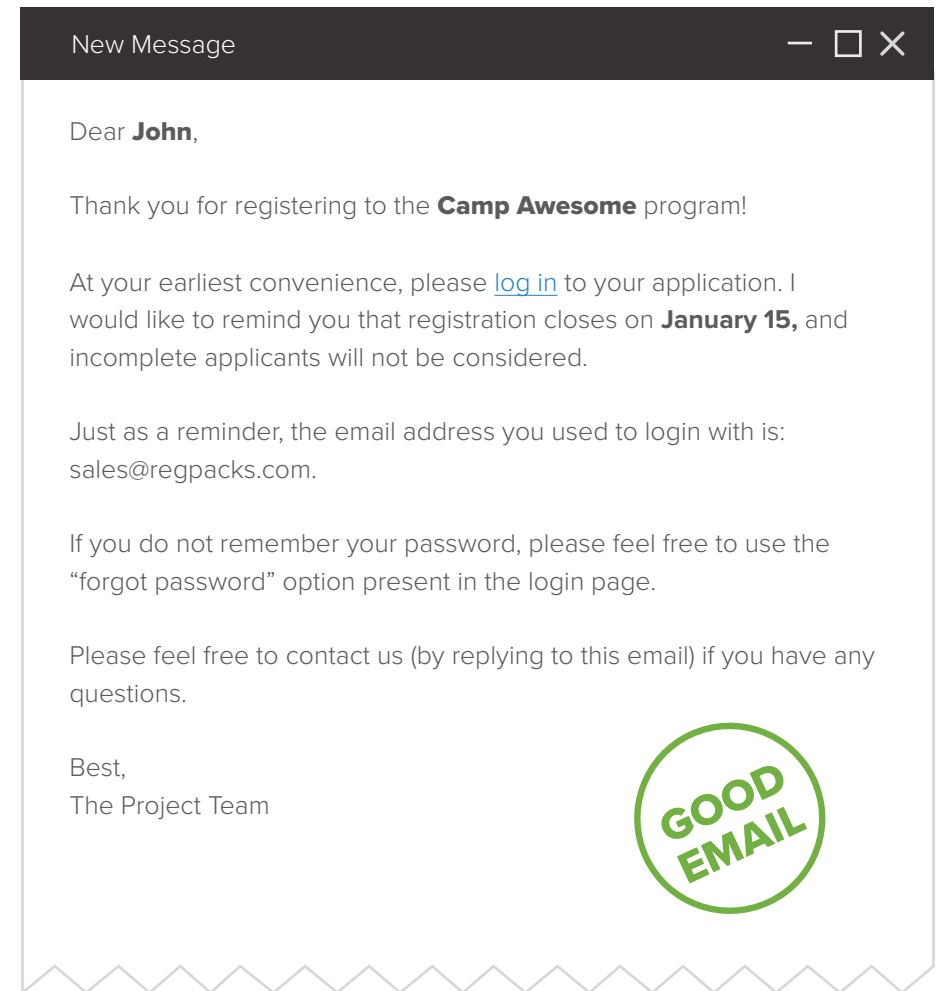 New Message
Dear John,
Thank you for registering to the Camp Awesome program!
At your earliest convenience, please log in to your application. I
would like to remind you that registration closes on January 15, and
incomplete applicants will not be considered.
Just as a reminder, the email address you used to login with is:
sales@regpacks.com.
If you do not remember your password, please feel free to use the
“forgot password” option present in the login page.
Please feel free to contact us (by replying to this email) if you have any
questions.
Best,
The Project Team
GOOD
EMAIL